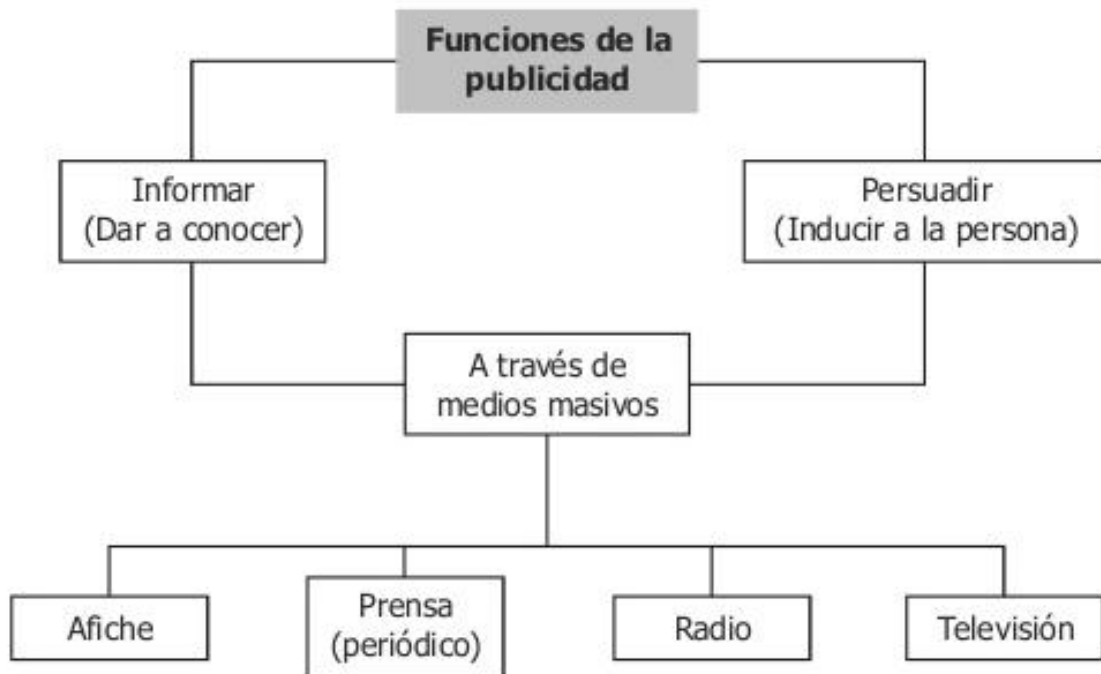 Funciones de la
publicidad
Informar
(Dar a conocer)
Persuadir
(Inducir a la persona)
A través de
medios masivos
Afiche
Prensa
(periódico)
Radio
Televisión